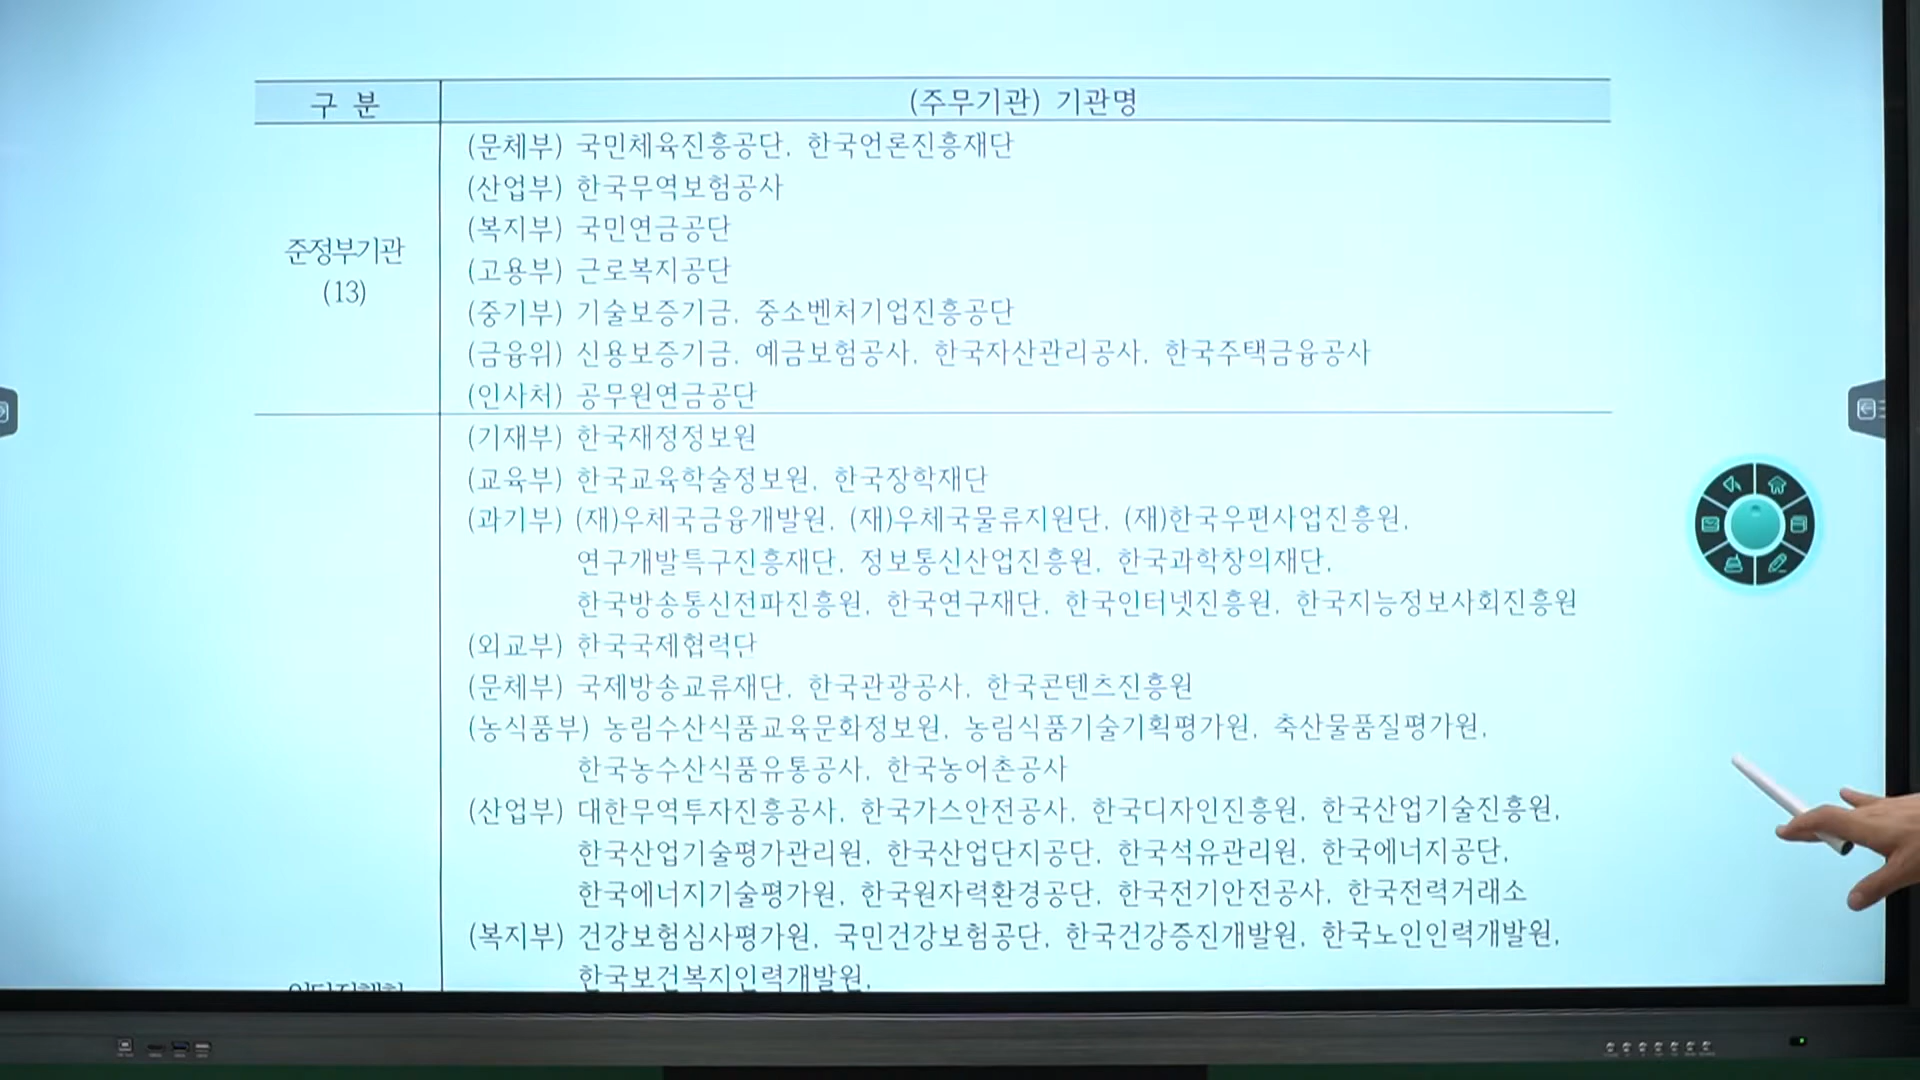 구 분
(주무기관) 기관명
준정부기관
(13)
(문체부) 국민체육진흥공단, 한국언론진흥재단
(산업부) 한국무역보험공사
(복지부) 국민연금공단
(고용부) 근로복지공단
(중기부) 기술보증기금, 중소벤처기업진흥공단
(금융위) 신용보증기금, 예금보험공사, 한국자산관리공사, 한국주택금융공사
(인사처) 공무원연금공단
(기재부) 한국재정정보원
(교육부) 한국교육학술정보원, 한국장학재단
(과기부) (재)우체국금융개발원, (재)우체국물류지원단, (재)한국우편사업진흥원,
연구개발특구진흥재단, 정보통신산업진흥원, 한국과학창의재단,
한국방송통신전파진흥원, 한국연구재단, 한국인터넷진흥원, 한국지능정보사회진흥원
(외교부) 한국국제협력단
(문체부) 국제방송교류재단, 한국관광공사, 한국콘텐츠진흥원
(농식품부) 농림수산식품교육문화정보원, 농림식품기술기획평가원, 축산물품질평가원,
한국농수산식품유통공사, 한국농어촌공사
(산업부) 대한무역투자진흥공사, 한국가스안전공사, 한국디자인진흥원, 한국산업기술진흥원,
한국산업기술평가관리원, 한국산업단지공단, 한국석유관리원, 한국에너지공단,
한국에너지기술평가원, 한국원자력환경공단, 한국전기안전공사, 한국전력거래소
(복지부) 건강보험심사평가원, 국민건강보험공단, 한국건강증진개발원, 한국노인인력개발원,
한국보건복지인력개발원,